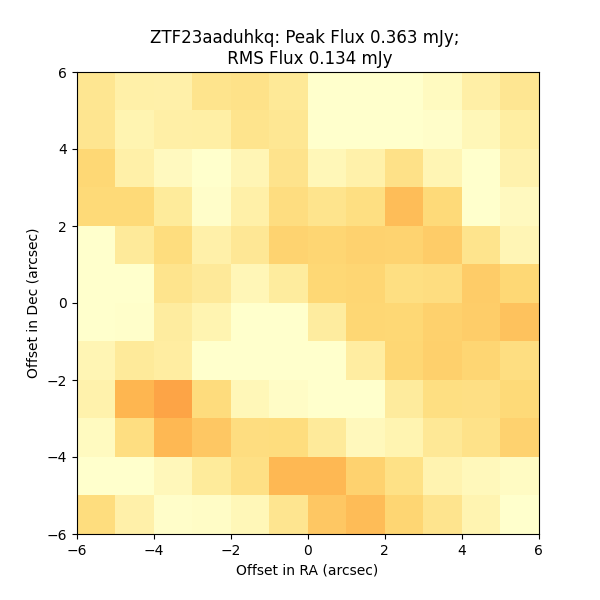 ZTF23aaduhkq: Peak Flux 0.363 mJy;
RMS Flux 0.134 mJy
6
4
2
0
−2
−4
−6
Offset in Dec (arcsec)
−6 −4 −2 0 2 4 6
Offset in RA (arcsec)